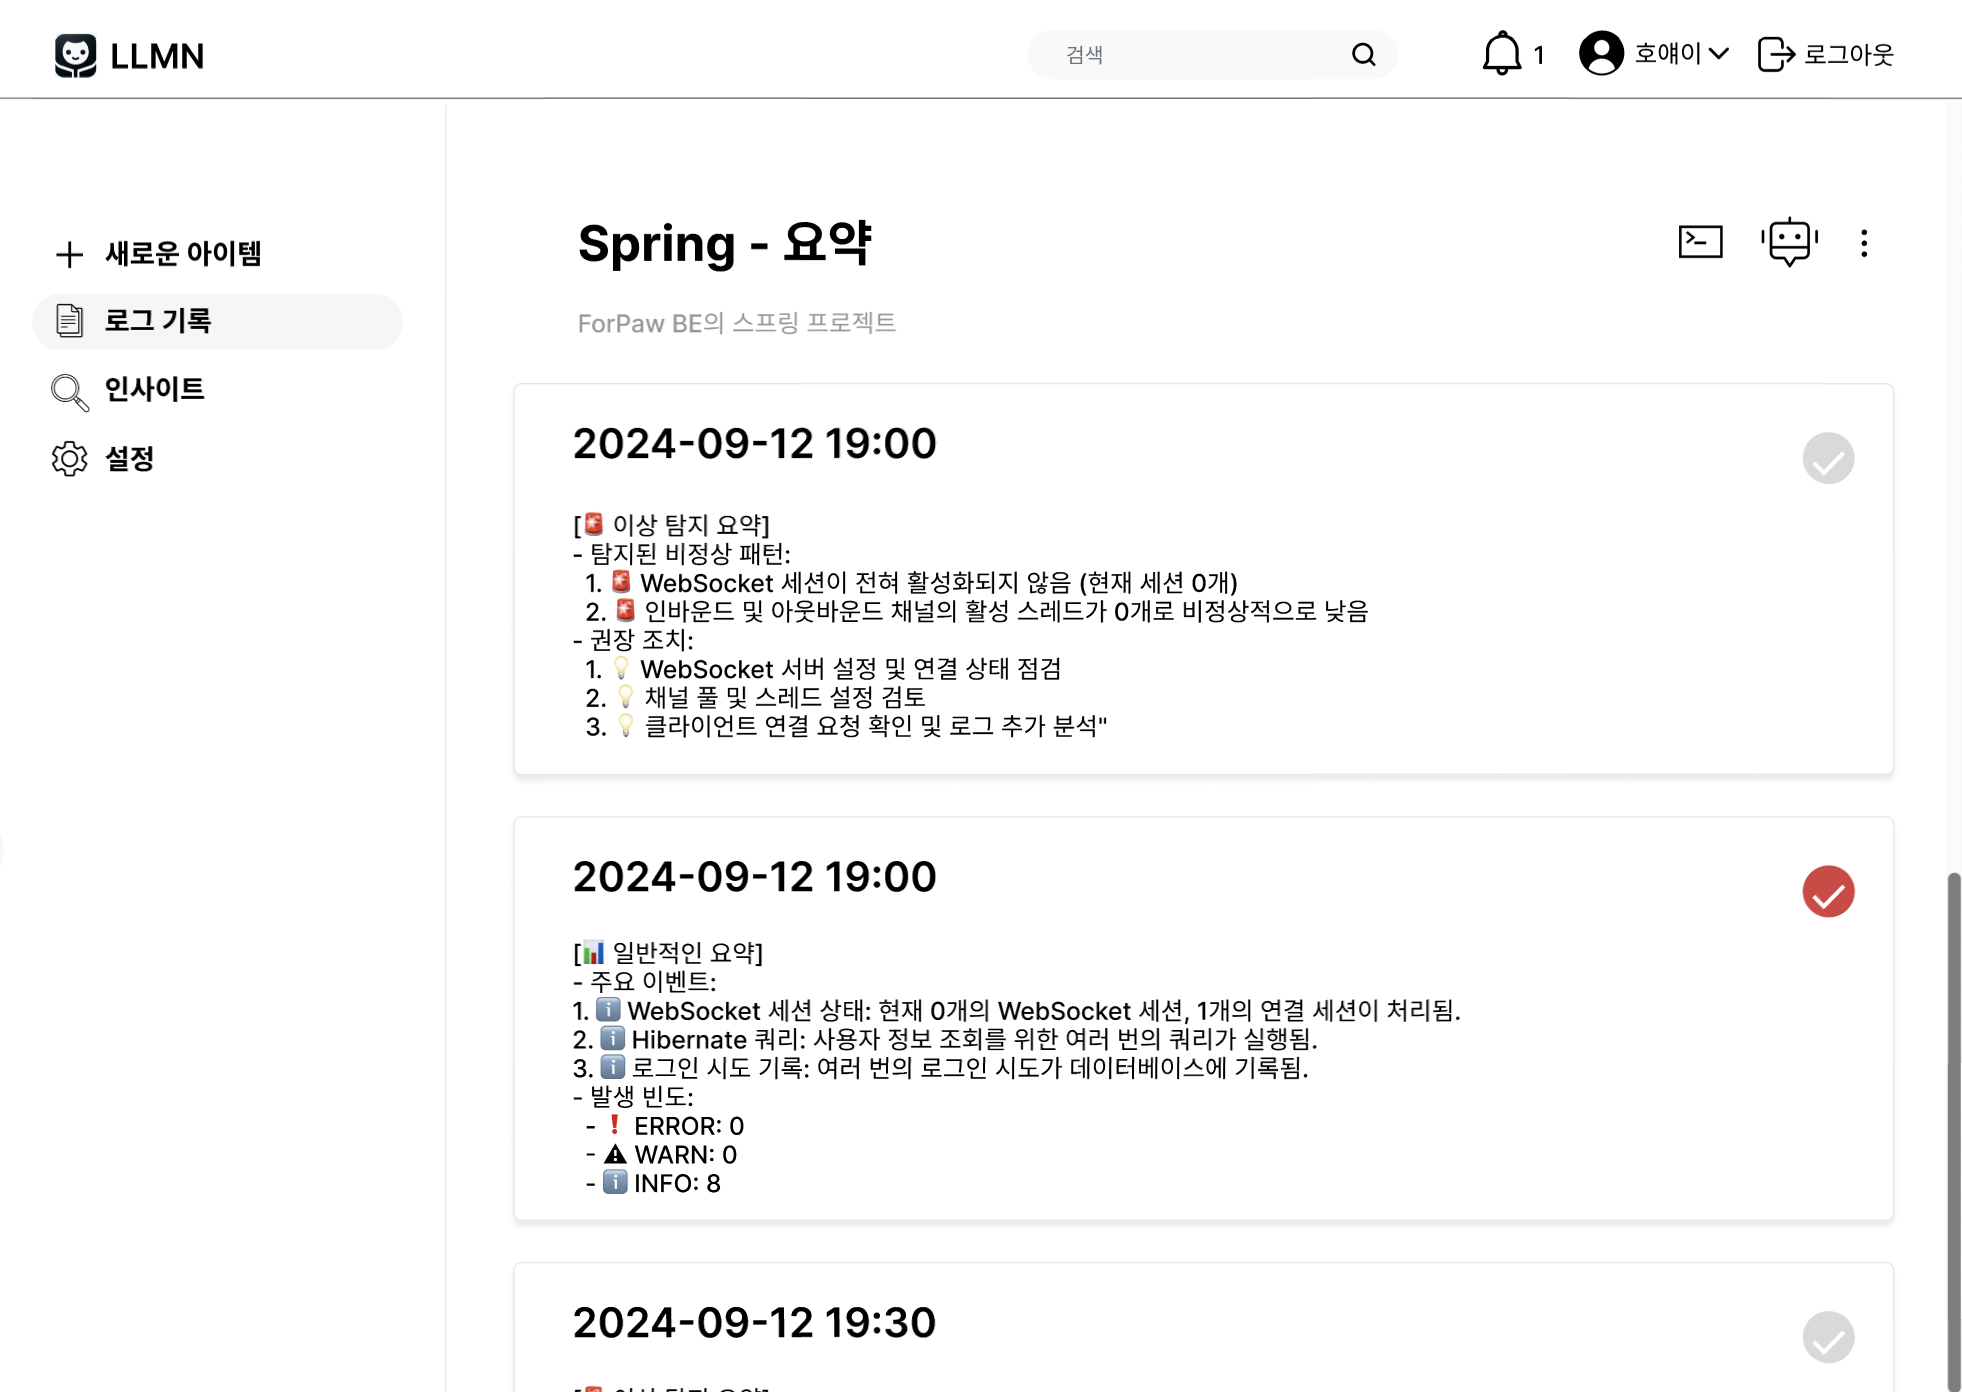 LLMN
검색
1
호얘이
로그아웃
새로운 아이템
로그 기록
인사이트
설정
Spring - 요약
ForPaw BE의 스프링 프로젝트
2024-09-12 19:00
[🚨 이상 탐지 요약]
- 탐지된 비정상 패턴:
1. 🚨 WebSocket 세션이 전혀 활성화되지 않음 (현재 세션 0개)
2. 🚨 인바운드 및 아웃바운드 채널의 활성 스레드가 0개로 비정상적으로 낮음
- 권장 조치:
1. 💡 WebSocket 서버 설정 및 연결 상태 점검
2. 💡 채널 풀 및 스레드 설정 검토
3. 💡 클라이언트 연결 요청 확인 및 로그 추가 분석"
2024-09-12 19:00
[📊 일반적인 요약]
- 주요 이벤트:
1. ℹ️ WebSocket 세션 상태: 현재 0개의 WebSocket 세션, 1개의 연결 세션이 처리됨.
2. ℹ️ Hibernate 쿼리: 사용자 정보 조회를 위한 여러 번의 쿼리가 실행됨.
3. ℹ️ 로그인 시도 기록: 여러 번의 로그인 시도가 데이터베이스에 기록됨.
- 발생 빈도:
- ❗ ERROR: 0
- ⚠ WARN: 0
- ℹ️ INFO: 8
2024-09-12 19:30